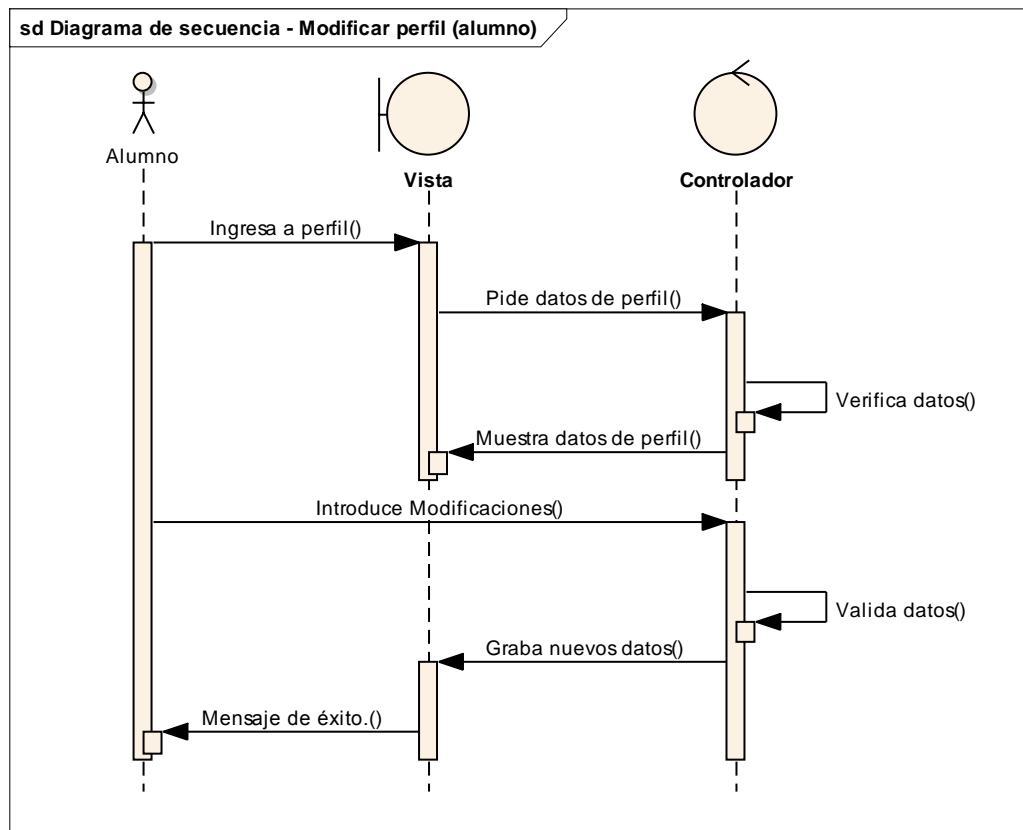 sd Diagrama de secuencia - Modificar perfil (alumno)
Alumno
Vista
Controlador
Ingresa a perfil()
Pide datos de perfil()
Verifica datos()
Muestra datos de perfil()
Introduce Modificaciones()
Valida datos()
Graba nuevos datos()
Mensaje de éxito.()